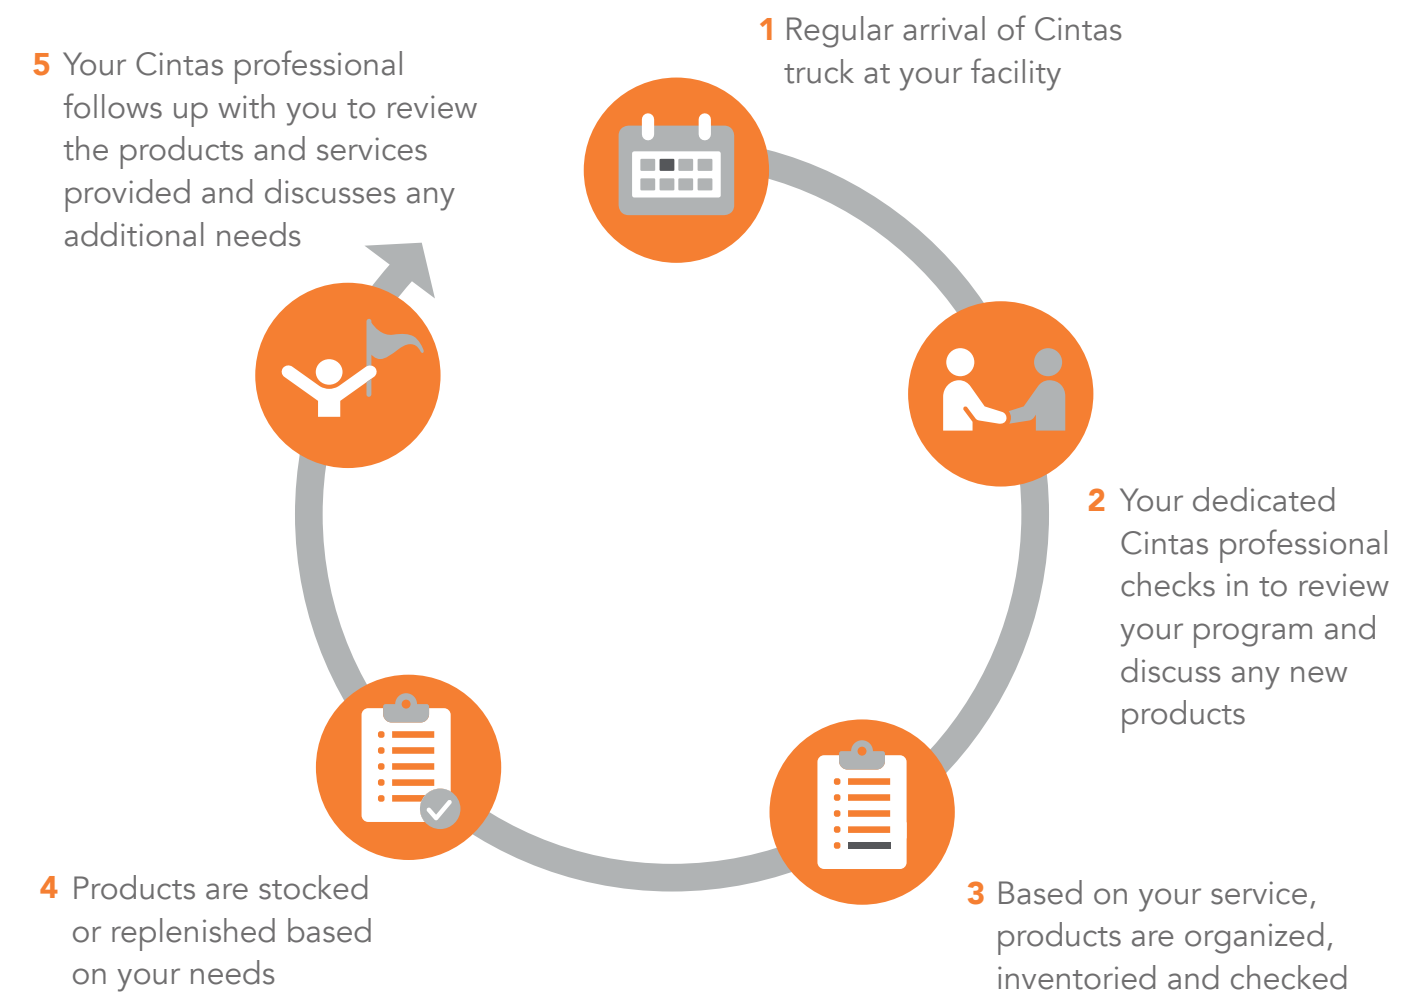 1 Regular arrival of Cintas
truck at your facility
2 Your dedicated
Cintas professional
checks in to review
your program and
discuss any new
products
3 Based on your service,
products are organized,
inventoried and checked
4 Products are stocked
or replenished based
on your needs
5 Your Cintas professional
follows up with you to review
the products and services
provided and discusses any
additional needs